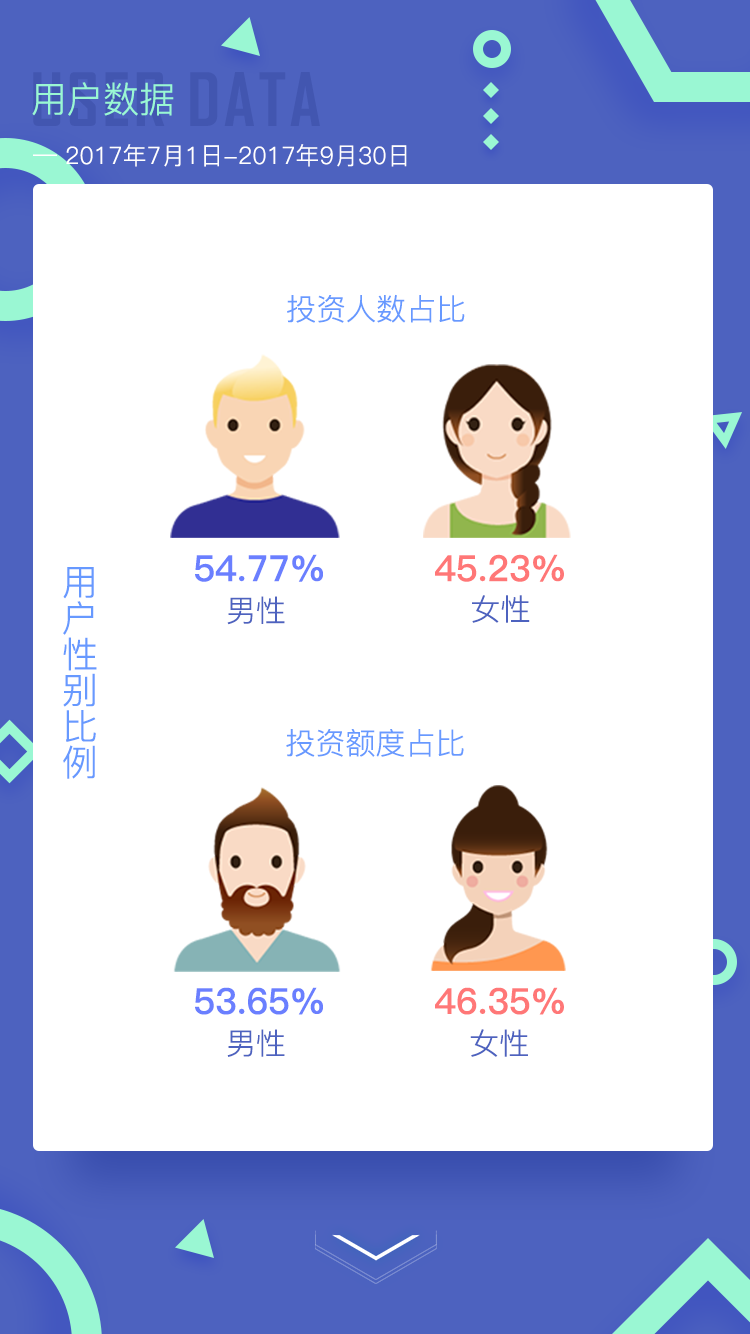 USER DATA
用户数据
— 2017年7月1日–2017年9月30日
投资人数占比
54.77%
45.23%
男性
女性
用户性别比例
投资额度占比
53.65%
46.35%
男性
女性